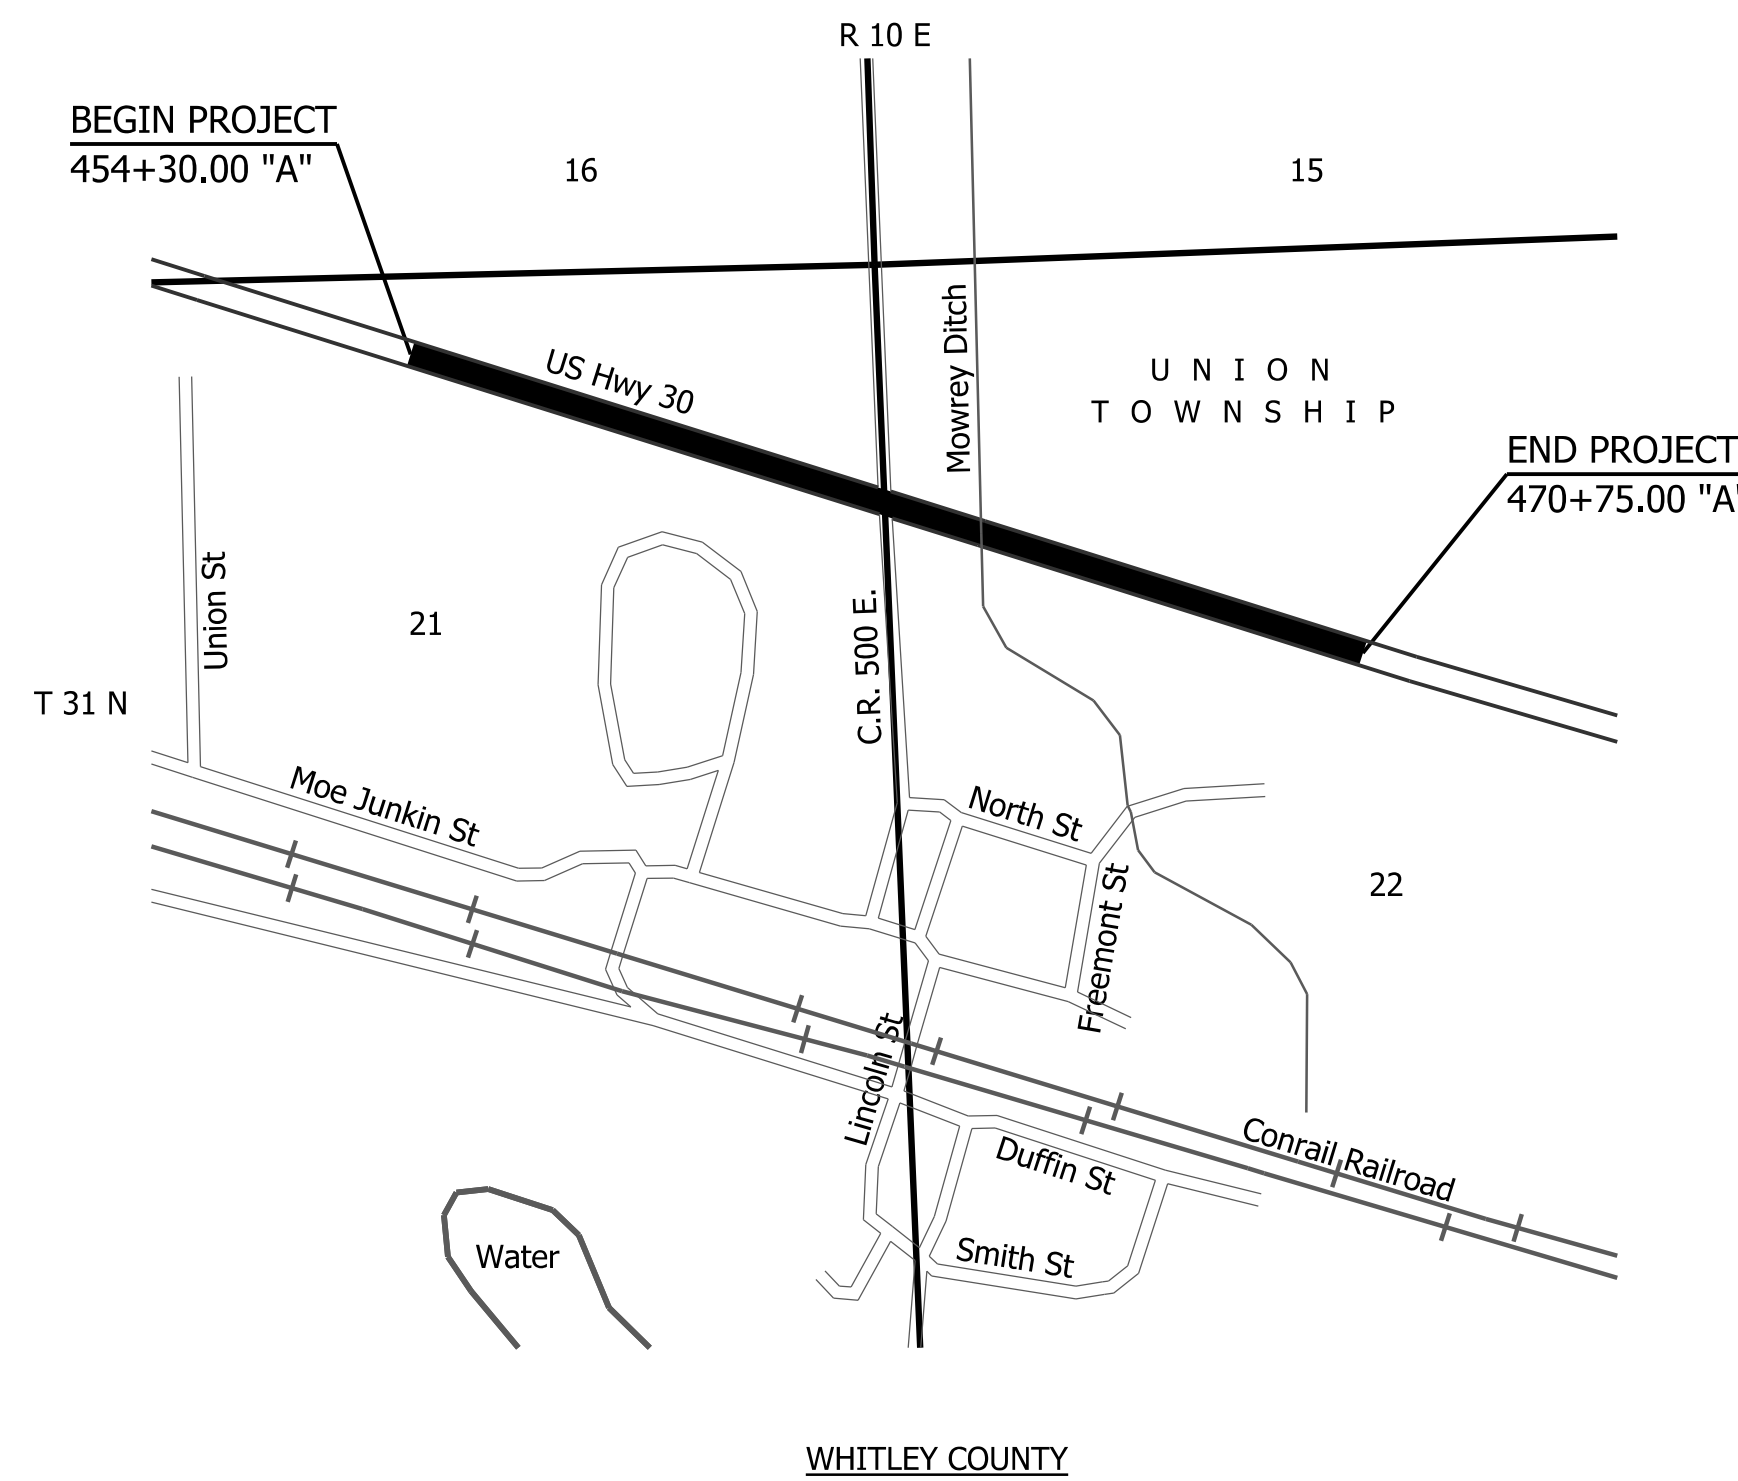 R 10 E
BEGIN PROJECT
454+30.00 "A"
16
15
Mowrey Ditch
US Hwy 30
UNION
TOWNSHIP
END PROJECT
470+75.00 "A"
Union St
21
C.R. 500 E.
T 31 N
Moe Junkin St
North St
Freemont St
22
Lincoln St
Conrail Railroad
Duffin St
Smith St
Water
WHITLEY COUNTY